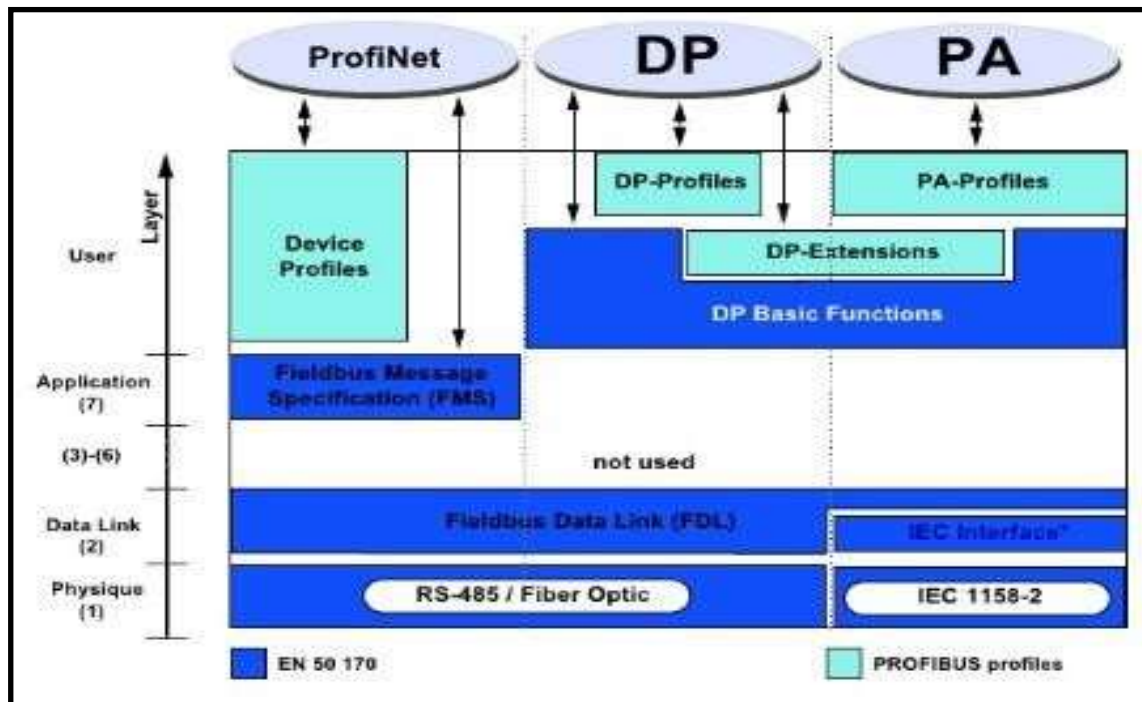 ProfiNet
DP
PA
Layer
User
Device
Profiles
DP-Profiles
PA-Profiles
DP-Extensions
DP Basic Functions
Application
(7)
Fieldbus Message
Specification (FMS)
(3)-(6)
not used
Data Link
(2)
Fieldbus Data Link (FDL)
IEC Interface*
Physique
(1)
RS-485 / Fiber Optic
IEC 1158-2
EN 50 170
PROFIBUS profiles